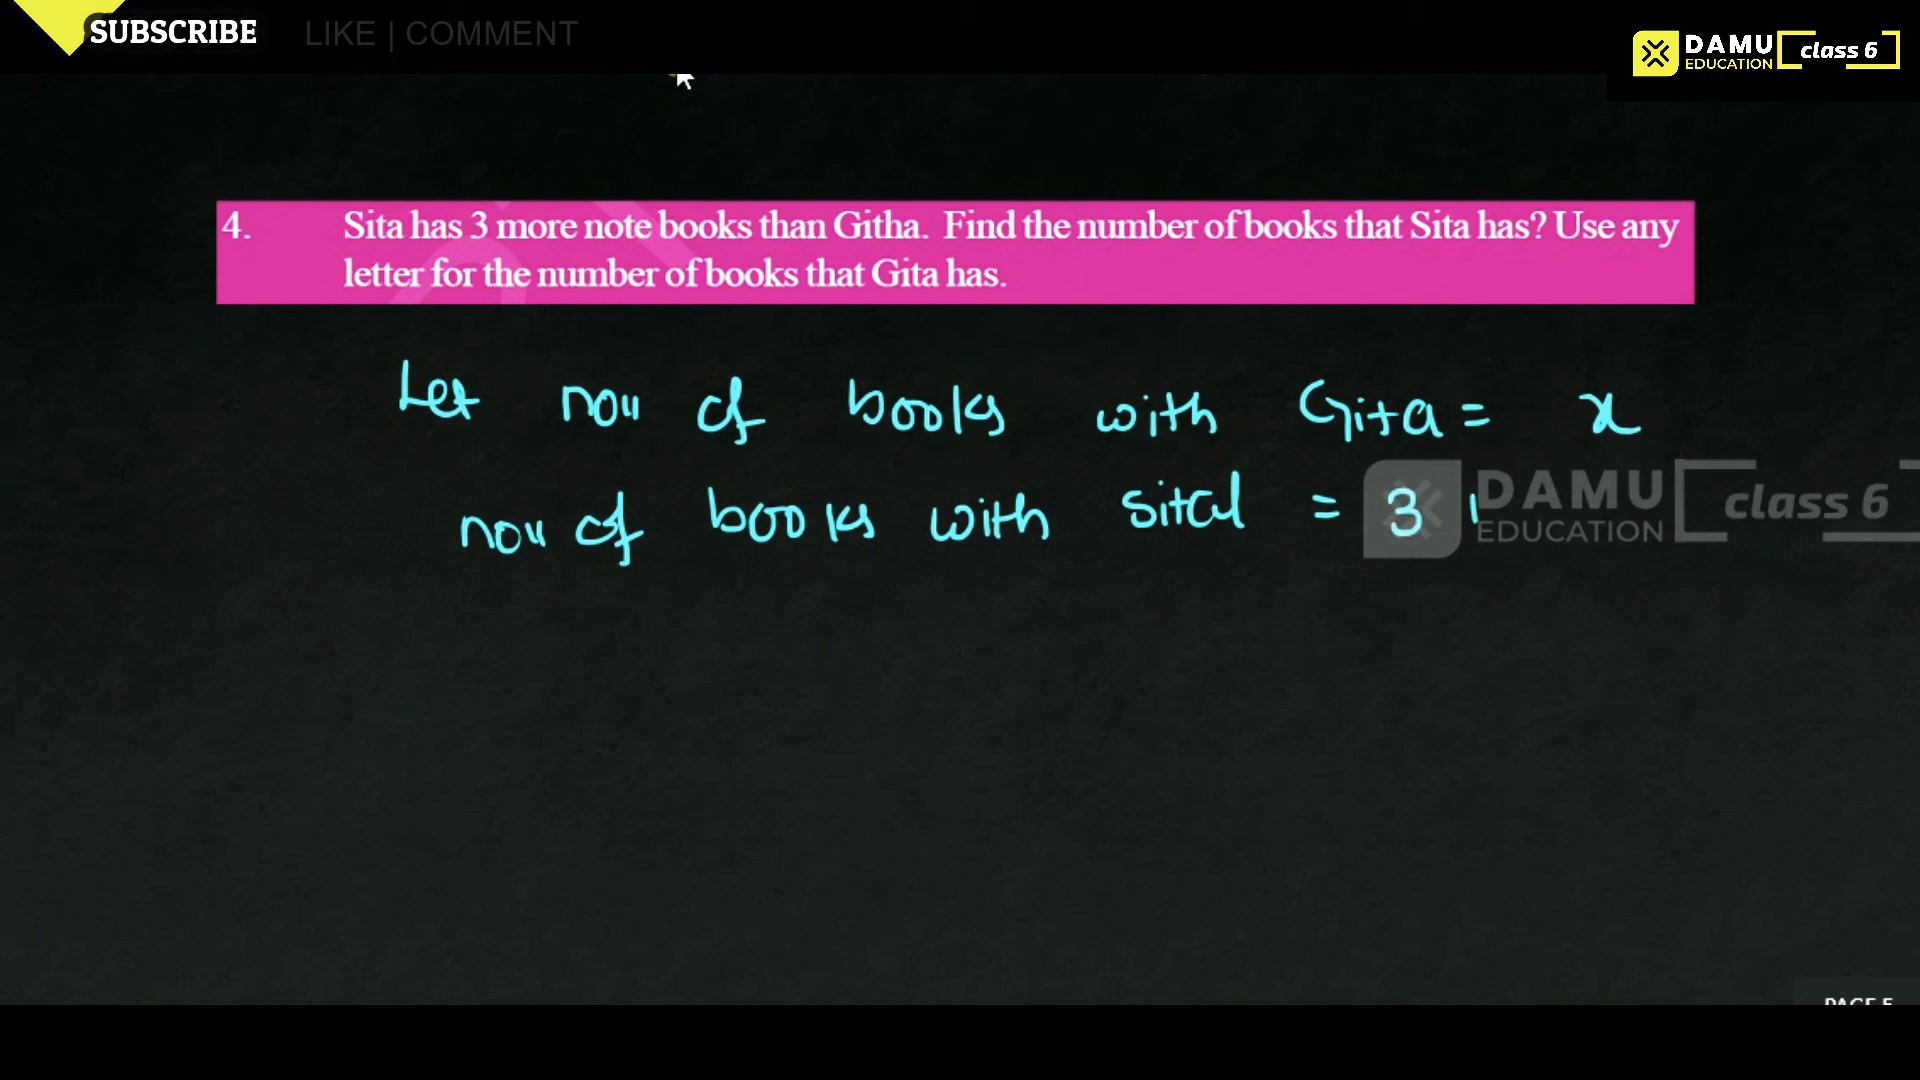 SUBSCRIBE LIKE | COMMENT
DAMU EDUCATION class 6
4. Sita has 3 more note books than Githa. Find the number of books that Sita has? Use any
letter for the number of books that Gita has.
Let no of books with Gita = x
no of books with sita = 3
DAMU EDUCATION class 6